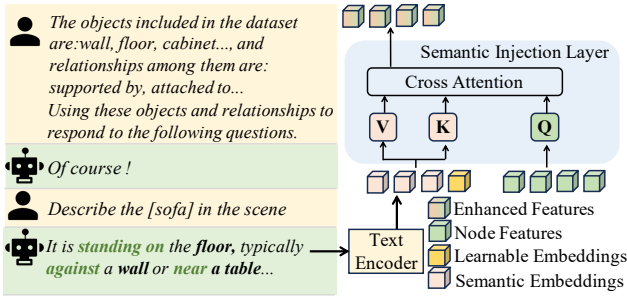 The objects included in the dataset
are:wall, floor, cabinet..., and
relationships among them are:
supported by, attached to...
Using these objects and relationships to
respond to the following questions.
Of course !
Describe the [sofa] in the scene
It is standing on the floor, typically
against a wall or near a table...
Semantic Injection Layer
Cross Attention
V
K
Q
Text
Encoder
Enhanced Features
Node Features
Learnable Embeddings
Semantic Embeddings